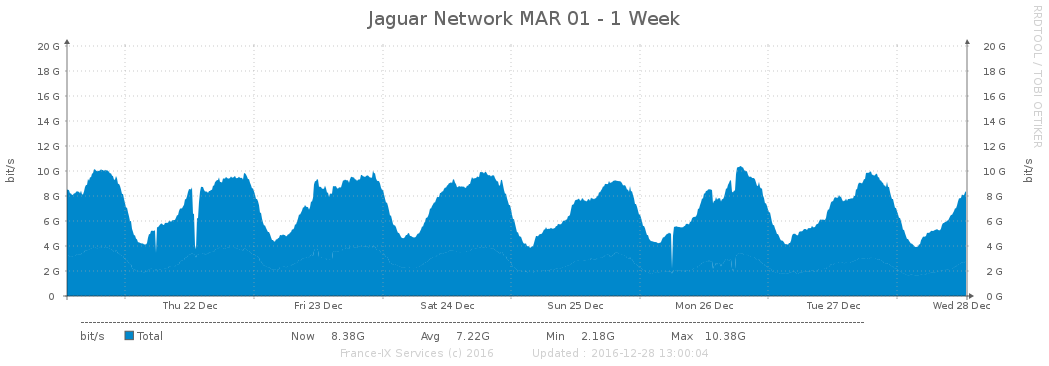 Jaguar Network MAR 01 - 1 Week
RRDTOOL / TOBI OETIKER
bit/s
20 G 20 G
18 G 18 G
16 G 16 G
14 G 14 G
12 G 12 G
10 G 10 G
8 G 8 G
6 G 6 G
4 G 4 G
2 G 2 G
0 0 G
bit/s
Thu 22 Dec Fri 23 Dec Sat 24 Dec Sun 25 Dec Mon 26 Dec Tue 27 Dec Wed 28 Dec
bit/s Total Now 8.38G Avg 7.22G Min 2.18G Max 10.38G
France-IX Services (c) 2016 Updated : 2016-12-28 13:00:04